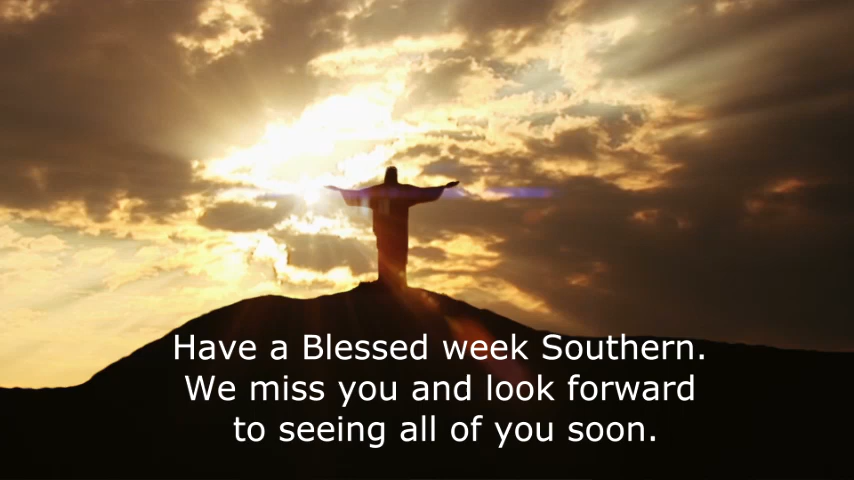 Have a Blessed week Southern.
We miss you and look forward
to seeing all of you soon.